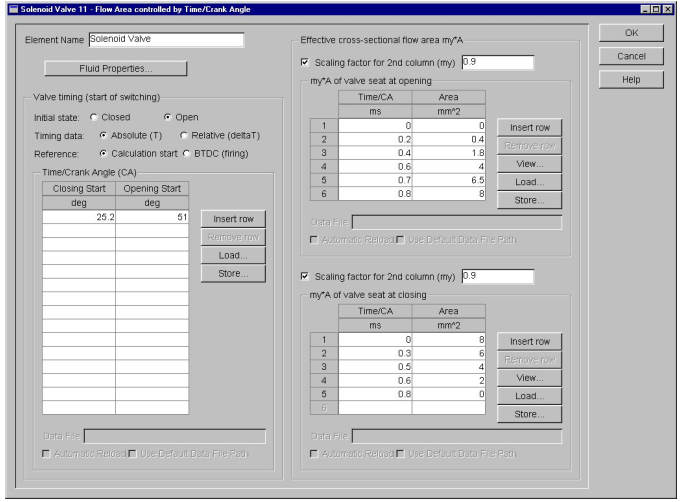 Solenoid Valve 11 - Flow Area controlled by Time/Crank Angle
Element Name Solenoid Valve
Fluid Properties...
Valve timing (start of switching)
Initial state: Closed Open
Timing data: Absolute (T) Relative (deltaT)
Reference: Calculation start BTDC (firing)
Time/Crank Angle (CA)
Closing Start Opening Start
deg deg
25.2 51
Insert row
Remove row
Load...
Store...
Data File
Automatic Reload Use Default Data File Path
Effective cross-sectional flow area my*A
Scaling factor for 2nd column (my) 0.9
my*A of valve seat at opening
Time/CA Area
ms mm^2
1 0 0
2 0.2 0.4
3 0.4 1.8
4 0.6 4
5 0.7 6.5
6 0.8 8
Insert row
Remove row
View...
Load...
Store...
Data File
Automatic Reload Use Default Data File Path
Scaling factor for 2nd column (my) 0.9
my*A of valve seat at closing
Time/CA Area
ms mm^2
1 0 8
2 0.3 6
3 0.5 4
4 0.6 2
5 0.8 0
6
Insert row
Remove row
View...
Load...
Store...
Data File
Automatic Reload Use Default Data File Path
OK
Cancel
Help